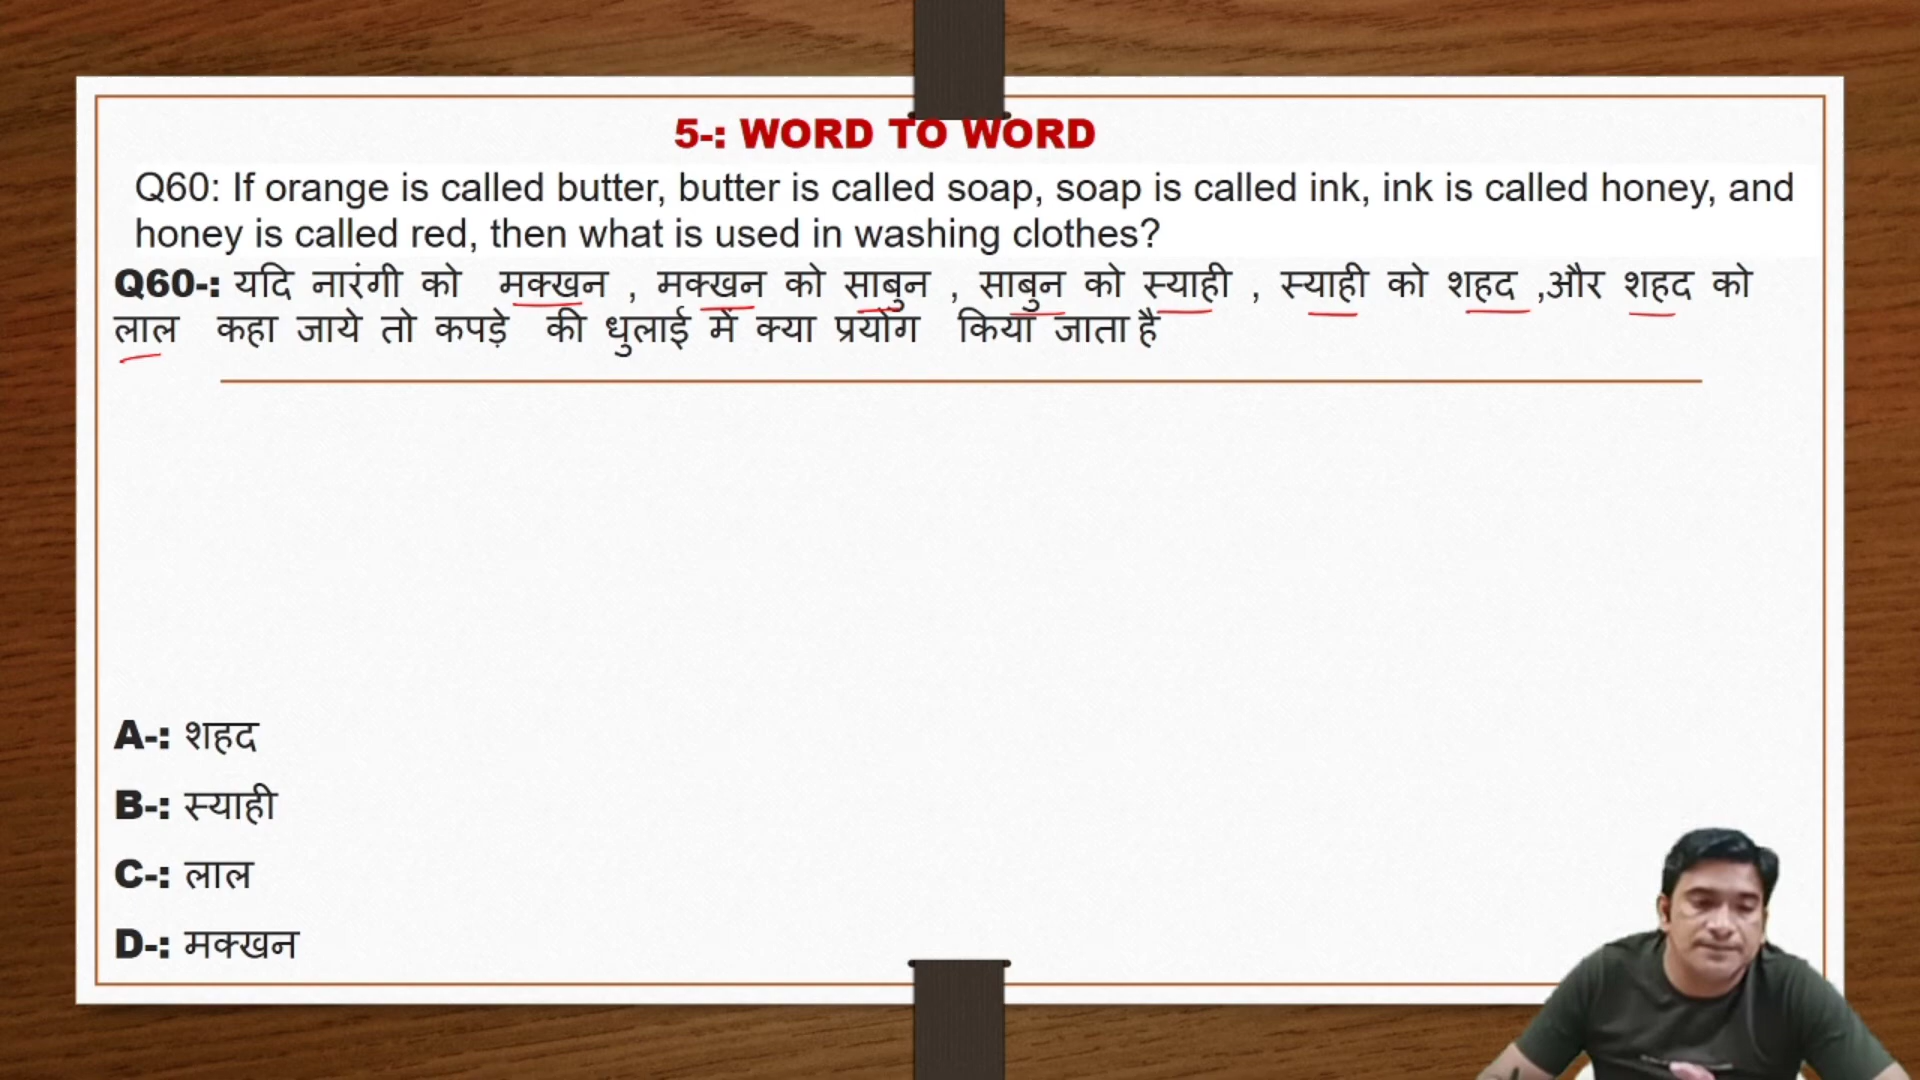 5-: WORD TO WORD
Q60: If orange is called butter, butter is called soap, soap is called ink, ink is called honey, and
honey is called red, then what is used in washing clothes?
Q60-: यदि नारंगी को मक्खन , मक्खन को साबुन , साबुन को स्याही , स्याही को शहद ,और शहद को
लाल कहा जाये तो कपड़े की धुलाई में क्या प्रयोग किया जाता है
A-: शहद
B-: स्याही
C-: लाल
D-: मक्खन